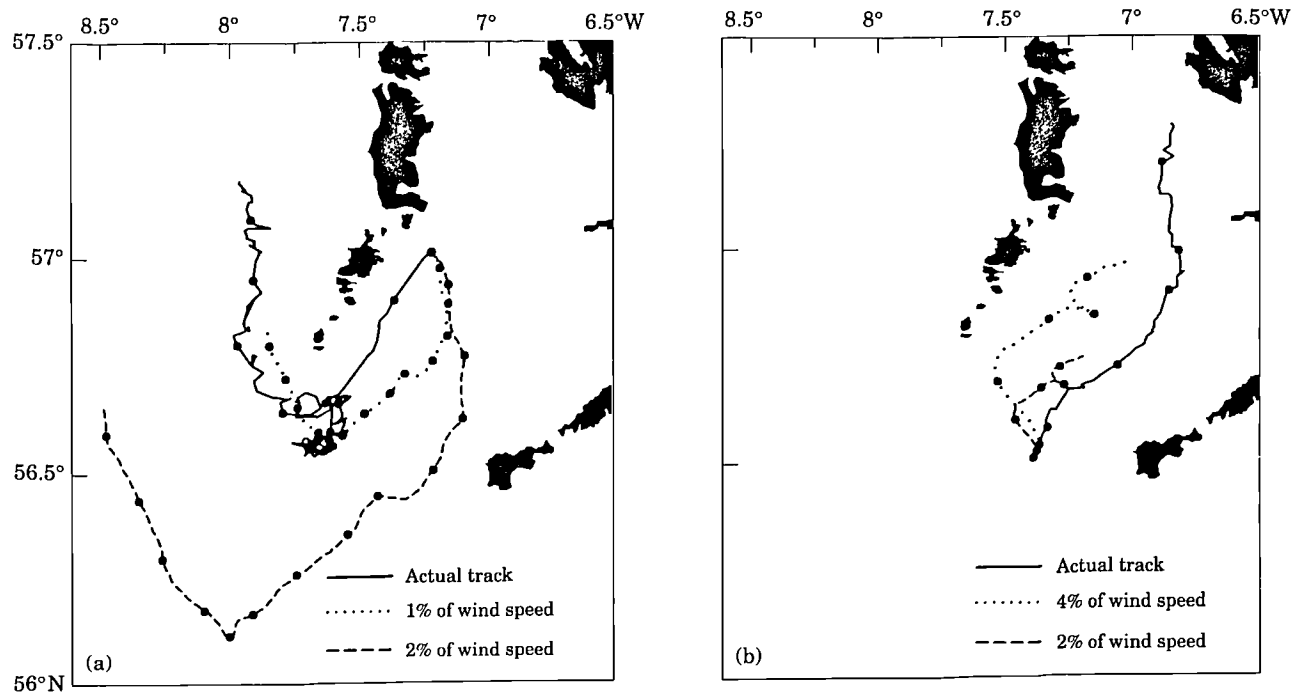 8.5° 8° 7.5° 7° 6.5°W
57.5°
57°
56.5°
56°N
Actual track
1% of wind speed
2% of wind speed
(a)
8.5° 8° 7.5° 7° 6.5°W
Actual track
4% of wind speed
2% of wind speed
(b)